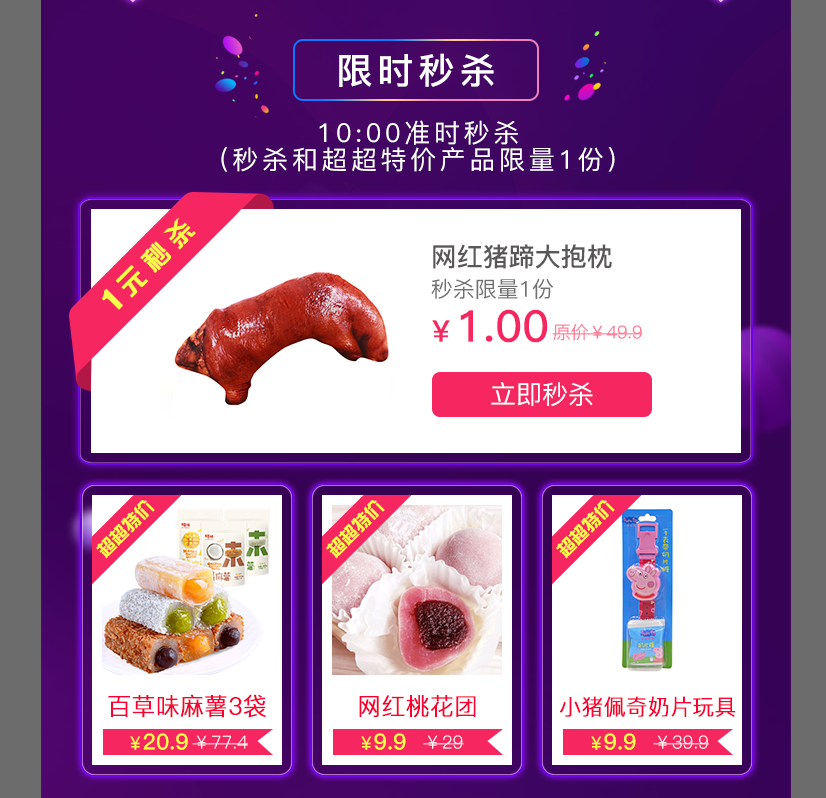 限时秒杀
10:00准时秒杀
(秒杀和超超特价产品限量1份)
1元秒杀
网红猪蹄大抱枕
秒杀限量1份
¥1.00 原价¥49.9
立即秒杀
超超特价
百草味麻薯3袋
¥20.9 ¥77.4
超超特价
网红桃花团
¥9.9 ¥29
超超特价
小猪佩奇奶片玩具
¥9.9 ¥39.9